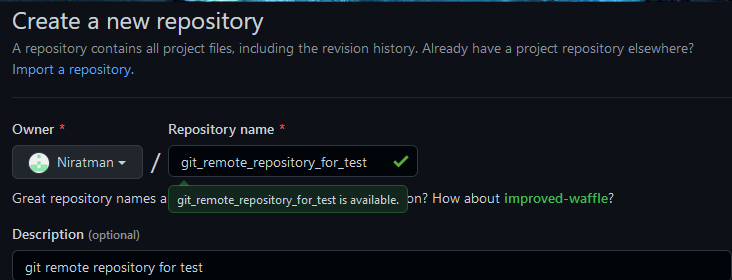 Create a new repository
A repository contains all project files, including the revision history. Already have a project repository elsewhere?
Import a repository.
Owner * Repository name *
Niratman / git_remote_repository_for_test
Great repository names a on? How about improved-waffle?
git_remote_repository_for_test is available.
Description (optional)
git remote repository for test